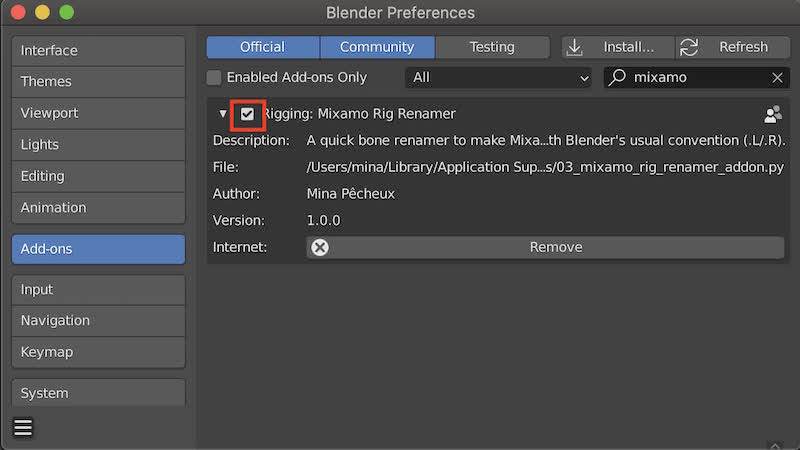 Blender Preferences
Interface
Themes
Viewport
Lights
Editing
Animation
Add-ons
Input
Navigation
Keymap
System
Official Community Testing Install... Refresh
Enabled Add-ons Only All mixamo
Rigging: Mixamo Rig Renamer
Description: A quick bone renamer to make Mixa...th Blender's usual convention (.L/.R).
File: /Users/mina/Library/Application Sup...s/03_mixamo_rig_renamer_addon.py
Author: Mina Pêcheux
Version: 1.0.0
Internet: Remove